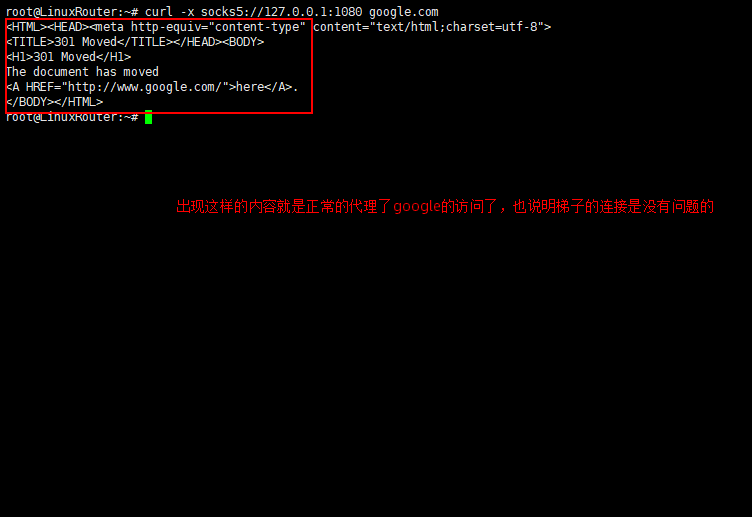 root@LinuxRouter:~# curl -x socks5://127.0.0.1:1080 google.com
<HTML><HEAD><meta http-equiv="content-type" content="text/html;charset=utf-8">
<TITLE>301 Moved</TITLE></HEAD><BODY>
<H1>301 Moved</H1>
The document has moved
<A HREF="http://www.google.com/">here</A>.
</BODY></HTML>
root@LinuxRouter:~#
出现这样的内容就是正常的代理了google的访问了，也说明梯子的连接是没有问题的